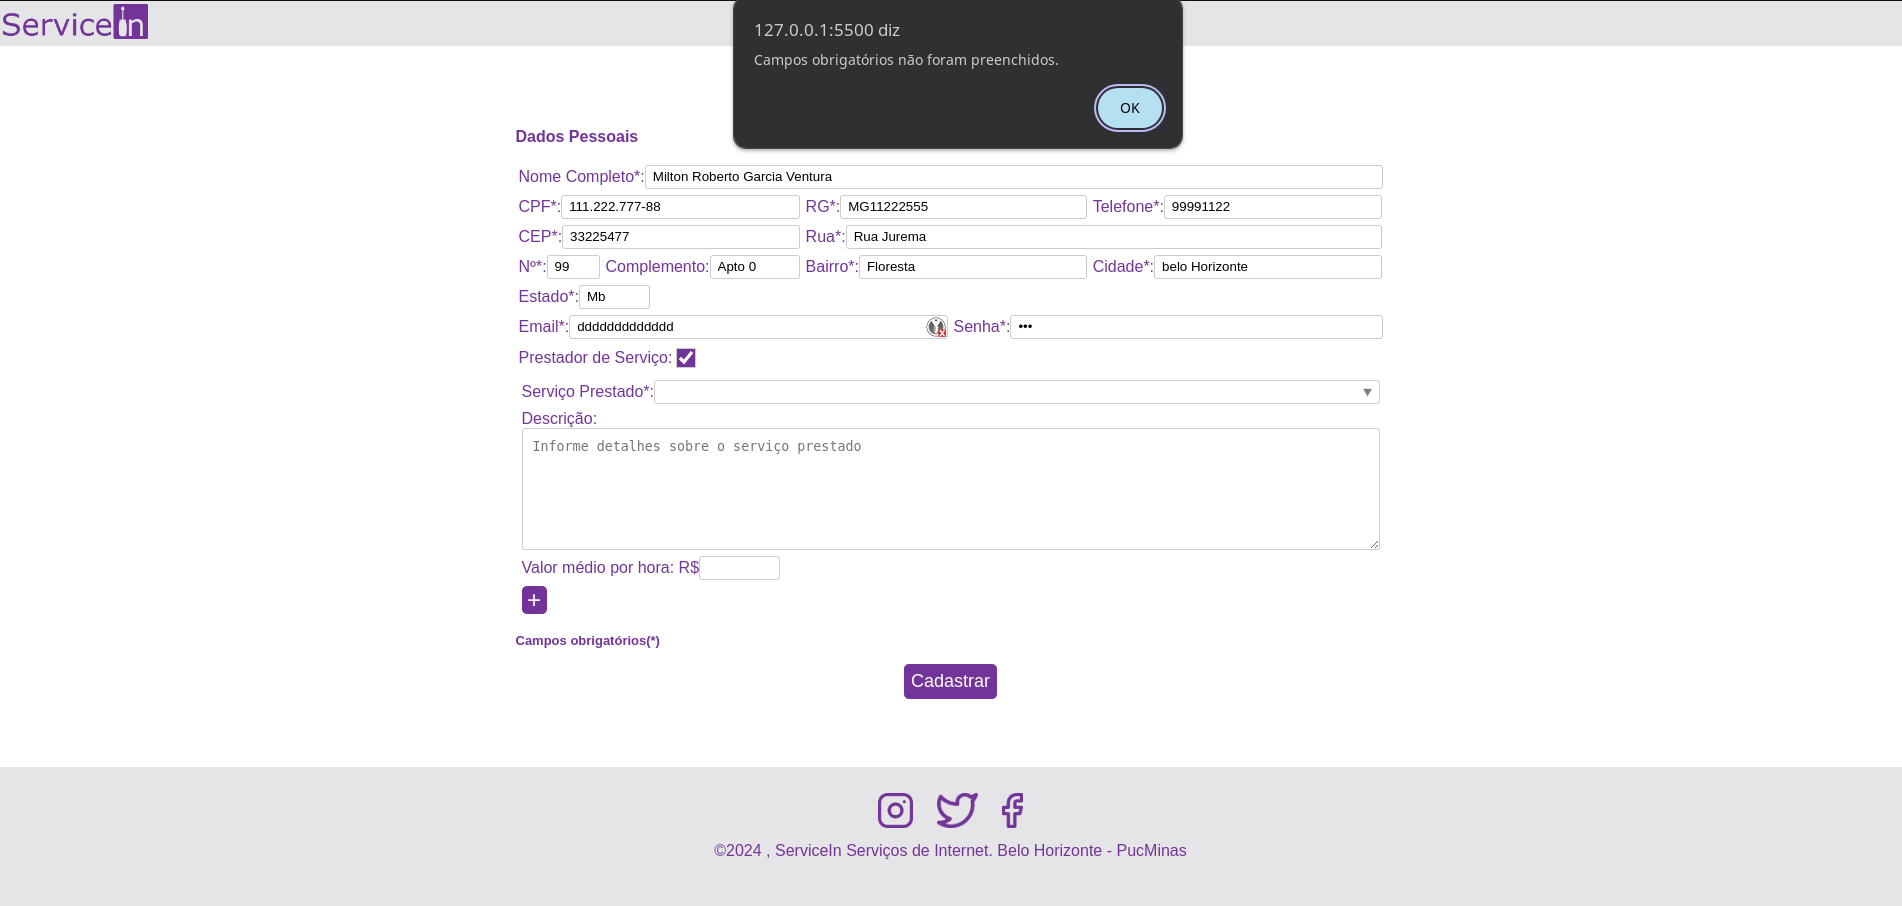 ServiceIn
127.0.0.1:5500 diz
Campos obrigatórios não foram preenchidos.
OK
Dados Pessoais
Nome Completo*: Milton Roberto Garcia Ventura
CPF*: 111.222.777-88 RG*: MG11222555 Telefone*: 99991122
CEP*: 33225477 Rua*: Rua Jurema
Nº*: 99 Complemento: Apto 0 Bairro*: Floresta Cidade*: belo Horizonte
Estado*: Mb
Email*: ddddddddddddd Senha*: •••
Prestador de Serviço:
Serviço Prestado*:
Descrição:
Informe detalhes sobre o serviço prestado
Valor médio por hora: R$
+
Campos obrigatórios(*)
Cadastrar
©2024 , ServiceIn Serviços de Internet. Belo Horizonte - PucMinas